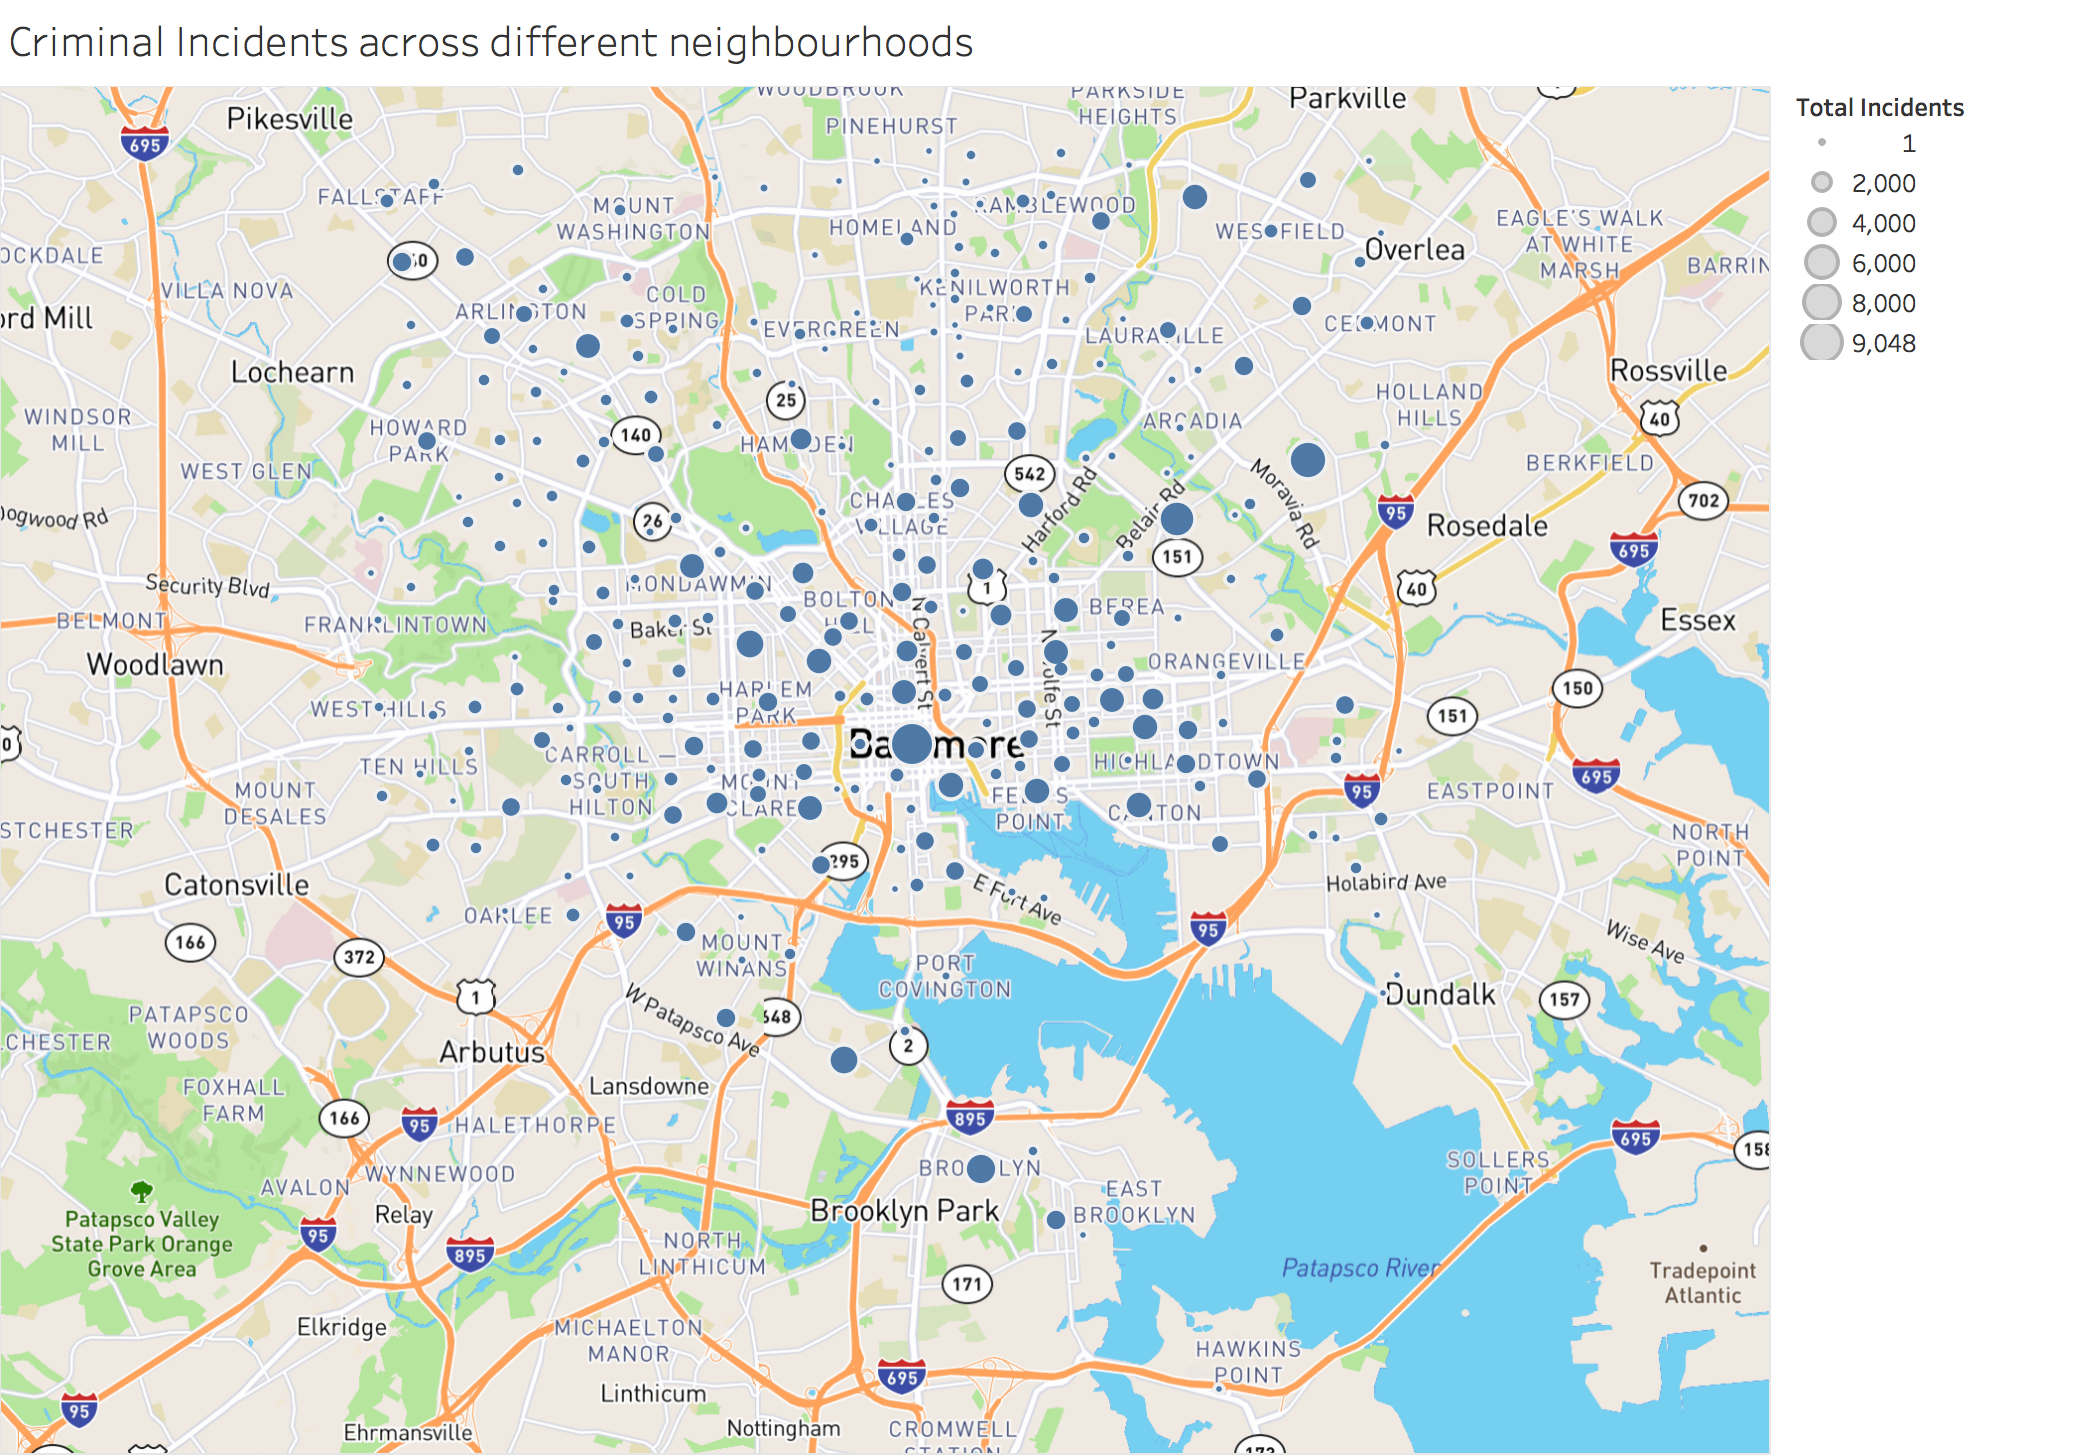 Criminal Incidents across different neighbourhoods
Total Incidents
1
2,000
4,000
6,000
8,000
9,048
WOODBROOK
PARKSIDE
HEIGHTS
Parkville
Pikesville
PINEHURST
695
FALLSTAFF
MOUNT
WASHINGTON
HOMELAND
RAMBLEWOOD
WESTFIELD
Overlea
EAGLE'S WALK
AT WHITE
MARSH
BARRIN
OCKDALE
VILLA NOVA
ARLINGTON
COLD
SPPING
KENILWORTH
PARK
ord Mill
EVERGREEN
LAURAVILLE
CEDMONT
Lochearn
25
Rossville
HOLLAND
HILLS
40
WINDSOR
MILL
HOWARD
PARK
140
HAMPDEN
ARCADIA
WEST GLEN
542
Moravia Rd
BERKFIELD
702
Dogwood Rd
26
CHARLES
VILLAGE
Harford Rd
Belair Rd
95
Rosedale
151
695
Security Blvd
MONDAWMIN
BOLTON
HILL
1
BEREA
40
BELMONT
FRANKLINTOWN
Baker St
N Calvert St
N Wolfe St
Essex
Woodlawn
ORANGEVILLE
150
WEST HILLS
HARLEM
PARK
151
0
Baltimore
TEN HILLS
CARROLL —
SOUTH
HILTON
MOUNT
CLARE
HIGHLANDTOWN
95
EASTPOINT
695
MOUNT
DESALES
FELLS
POINT
CANTON
STCHESTER
NORTH
POINT
295
Catonsville
E Fort Ave
Holabird Ave
OAKLEE
95
95
166
372
MOUNT
WINANS
Wise Ave
1
PORT
COVINGTON
Dundalk
157
W Patapsco Ave
648
PATAPSCO
WOODS
LCHESTER
2
Arbutus
FOXHALL
FARM
Lansdowne
166
95
HALETHORPE
895
695
158
WYNNEWOOD
AVALON
BROOKLYN
SOLLERS
POINT
Patapsco Valley
State Park Orange
Grove Area
Relay
Brooklyn Park
EAST
BROOKLYN
95
895
NORTH
LINTHICUM
171
Patapsco River
Tradepoint
Atlantic
Elkridge
MICHAELTON
MANOR
HAWKINS
POINT
695
95
Linthicum
Ehrmansville
Nottingham
CROMWELL
STATION
173